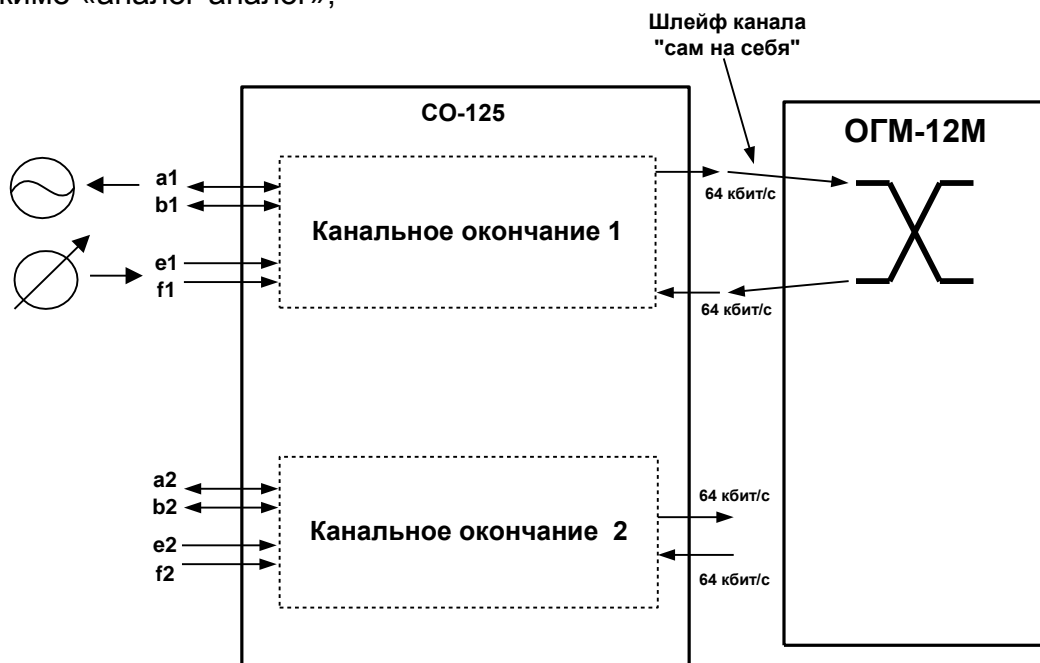 «аналог-аналог»,
Шлейф канала
"сам на себя"
СО-125
ОГМ-12М
a1
b1
e1
f1
Канальное окончание 1
64 кбит/с
64 кбит/с
a2
b2
e2
f2
Канальное окончание 2
64 кбит/с
64 кбит/с